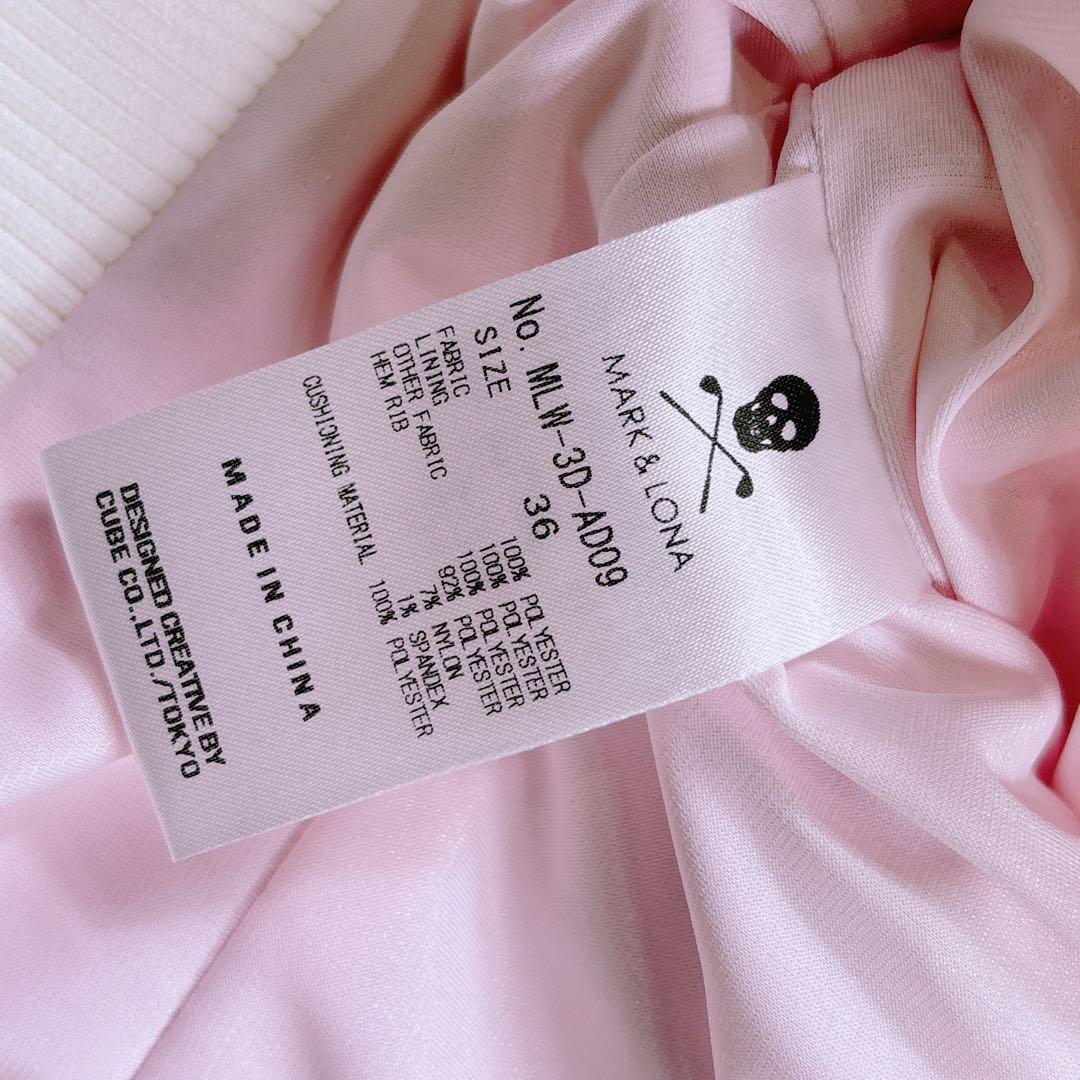 MARK & LONA
No. MLW-3D-AD09
SIZE 36
FABRIC 100% POLYESTER
LINING 100% POLYESTER
OTHER FABRIC 100% POLYESTER
HEM RIB 92% POLYESTER
7% NYLON
1% SPANDEX
CUSHIONING MATERIAL 100% POLYESTER
MADE IN CHINA
DESIGNED CREATIVE BY
CUBE CO.,LTD./TOKYO